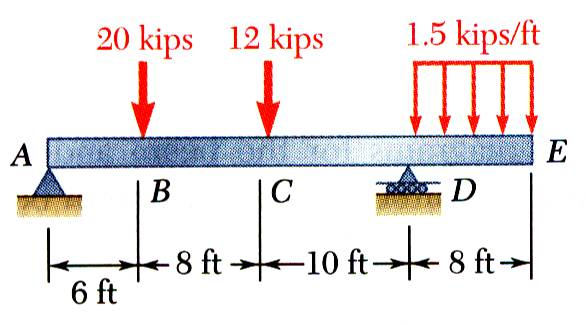 20 kips 12 kips 1.5 kips/ft
A E
B C D
8 ft 10 ft 8 ft
6 ft